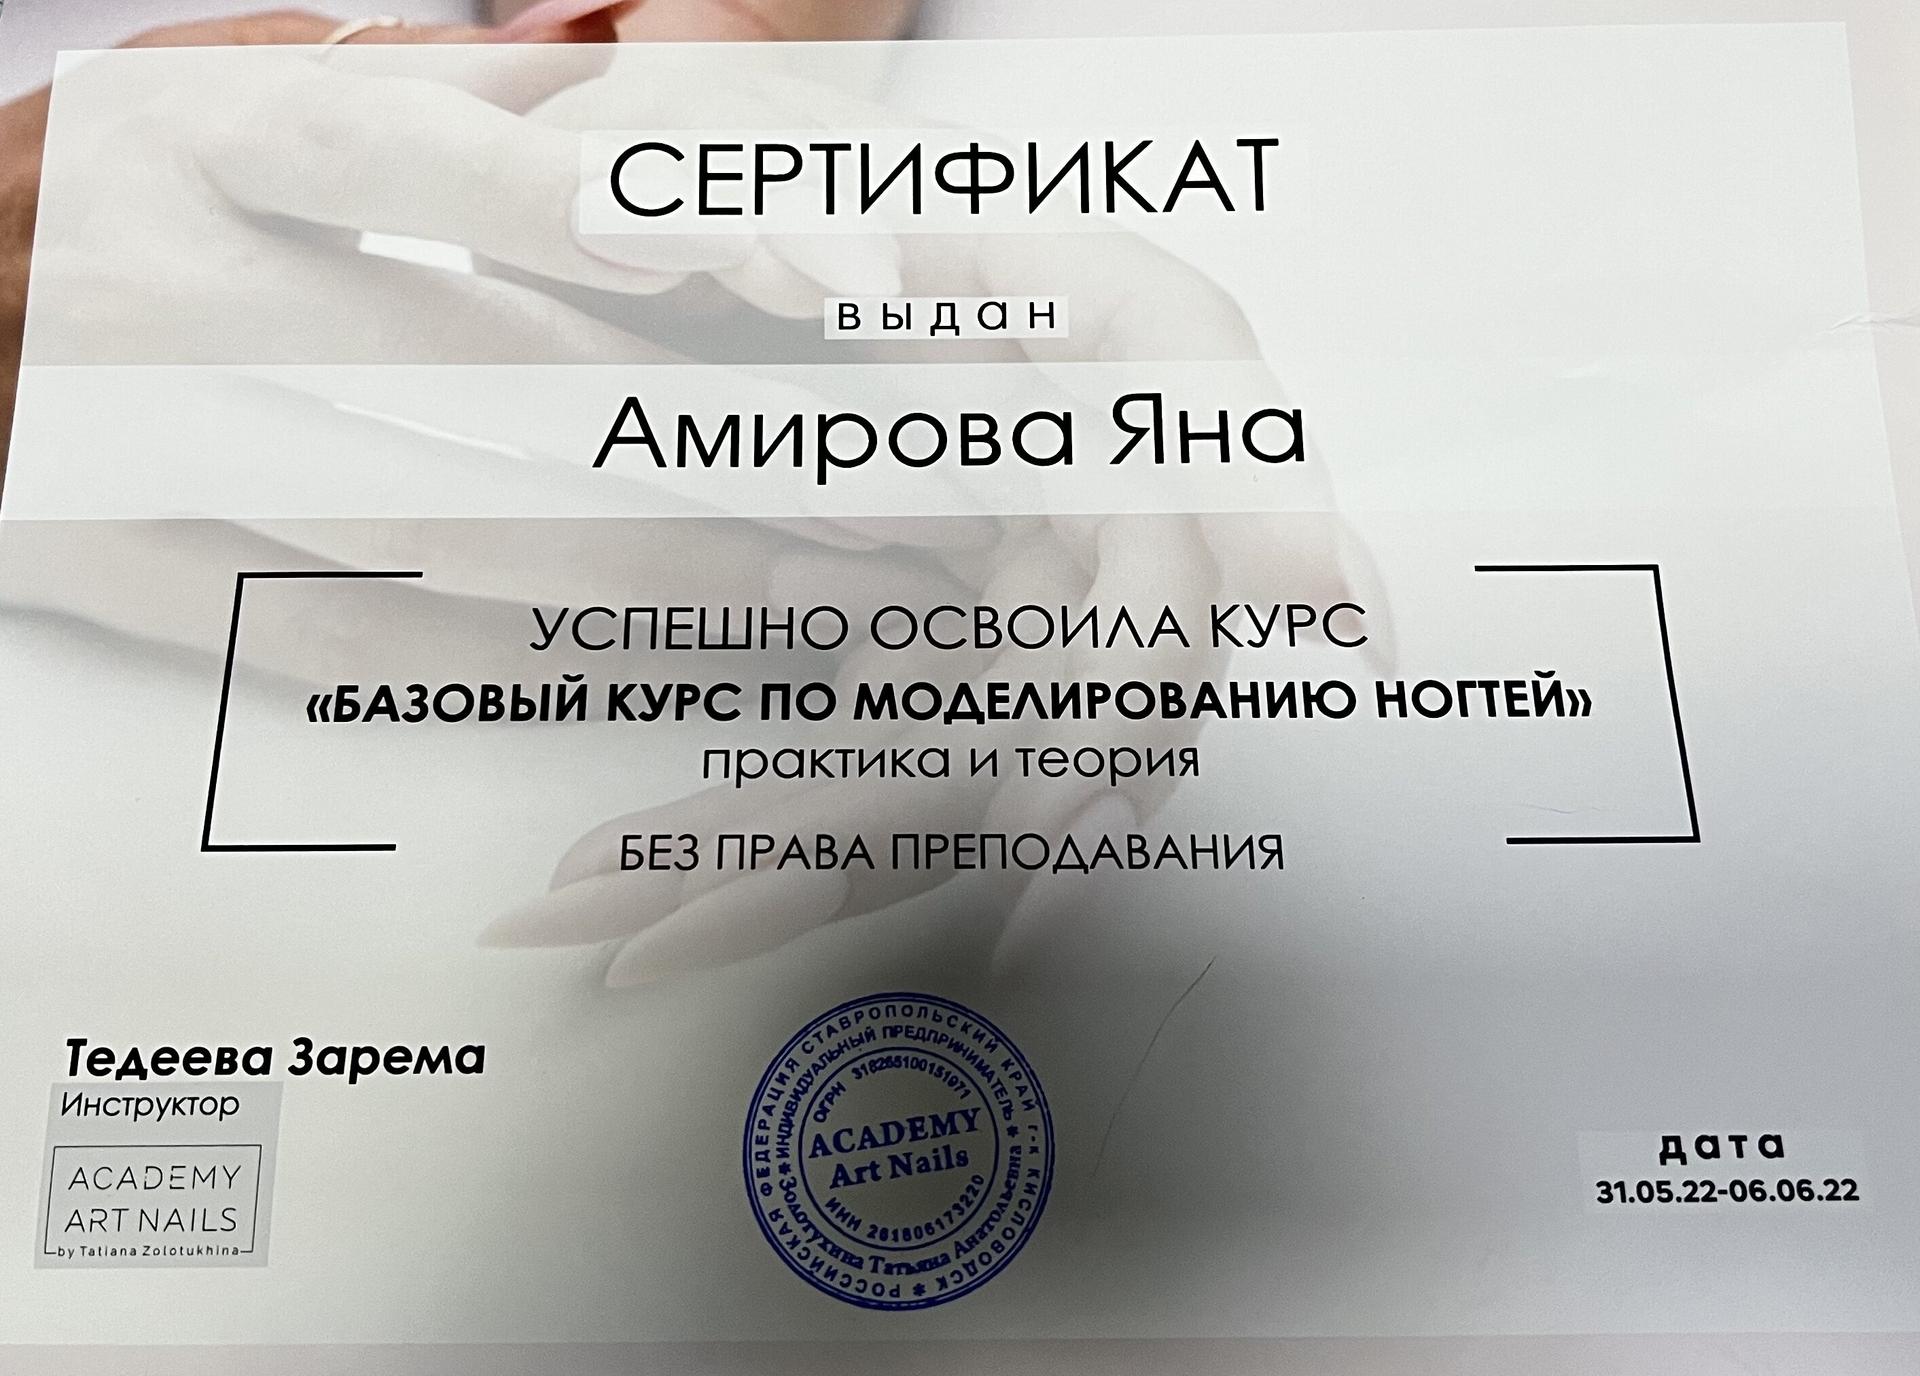 СЕРТИФИКАТ
выдан
Амирова Яна
УСПЕШНО ОСВОИЛА КУРС
«БАЗОВЫЙ КУРС ПО МОДЕЛИРОВАНИЮ НОГТЕЙ»
практика и теория
БЕЗ ПРАВА ПРЕПОДАВАНИЯ
Тедеева Зарема
Инструктор
ACADEMY
ART NAILS
by Tatiana Zolotukhina
РОССИЙСКАЯ ФЕДЕРАЦИЯ СТАВРОПОЛЬСКИЙ КРАЙ г-к КИСЛОВОДСК *
* ИНДИВИДУАЛЬНЫЙ ПРЕДПРИНИМАТЕЛЬ *
Золотухина Татьяна Анатольевна
ОГРН 318265100151971
ACADEMY
Art Nails
ИНН 261806173220
дата
31.05.22-06.06.22